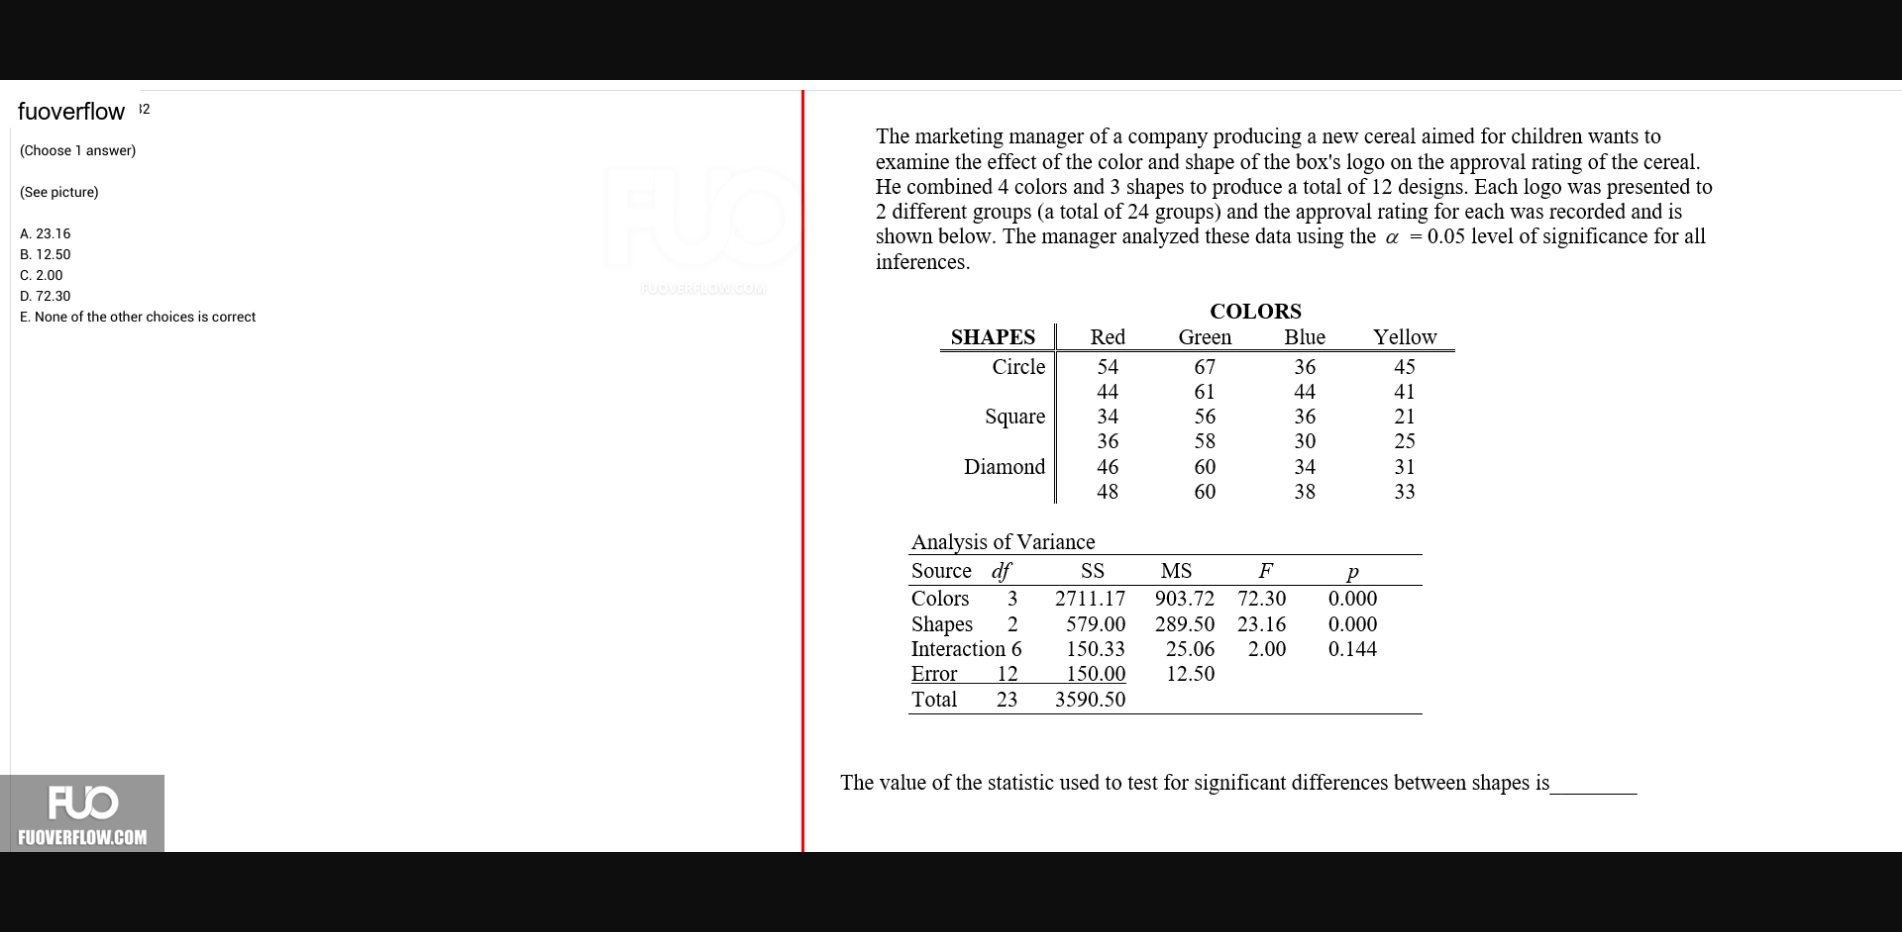 fuoverflow 32
(Choose 1 answer)
(See picture)
A. 23.16
B. 12.50
C. 2.00
D. 72.30
E. None of the other choices is correct
FUO
FUOVERFLOW.COM
FUO
FUOVERFLOW.COM
The marketing manager of a company producing a new cereal aimed for children wants to
examine the effect of the color and shape of the box's logo on the approval rating of the cereal.
He combined 4 colors and 3 shapes to produce a total of 12 designs. Each logo was presented to
2 different groups (a total of 24 groups) and the approval rating for each was recorded and is
shown below. The manager analyzed these data using the α = 0.05 level of significance for all
inferences.
COLORS
SHAPES Red Green Blue Yellow
Circle 54 67 36 45
44 61 44 41
Square 34 56 36 21
36 58 30 25
Diamond 46 60 34 31
48 60 38 33
Analysis of Variance
Source df SS MS F p
Colors 3 2711.17 903.72 72.30 0.000
Shapes 2 579.00 289.50 23.16 0.000
Interaction 6 150.33 25.06 2.00 0.144
Error 12 150.00 12.50
Total 23 3590.50
The value of the statistic used to test for significant differences between shapes is________